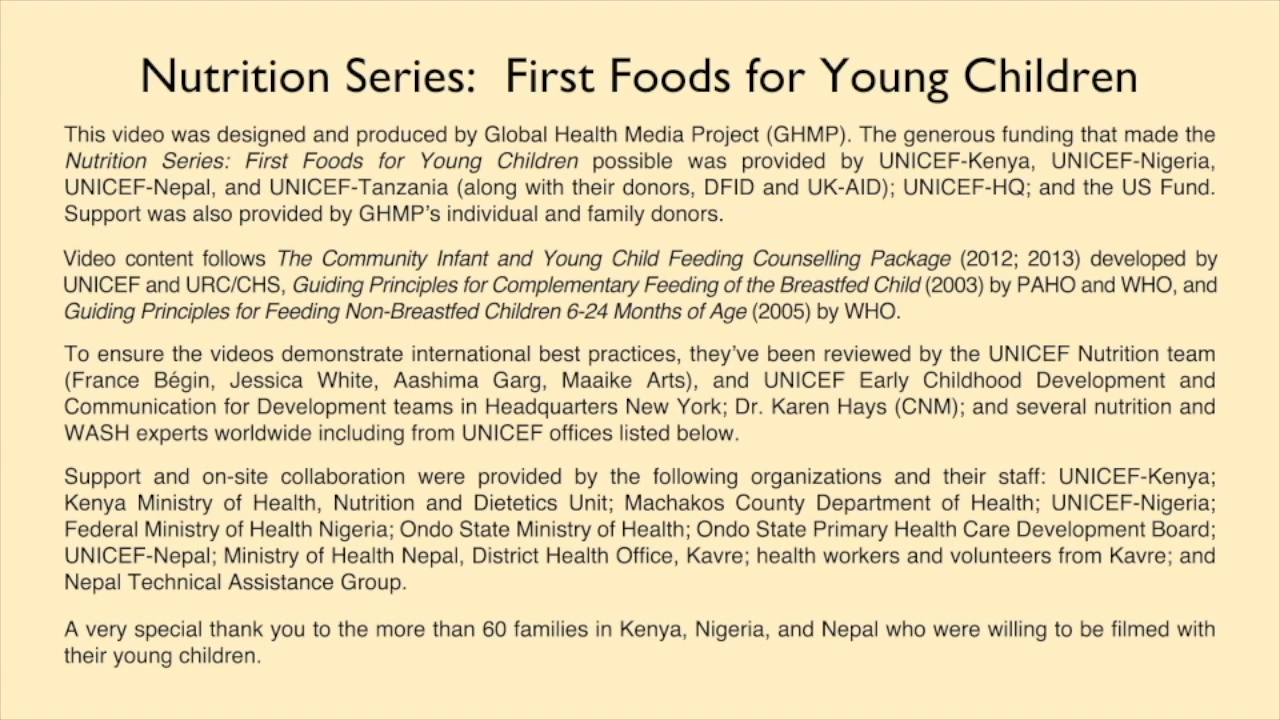 Nutrition Series:  First Foods for Young Children
This video was designed and produced by Global Health Media Project (GHMP). The generous funding that made the
Nutrition Series: First Foods for Young Children possible was provided by UNICEF-Kenya, UNICEF-Nigeria,
UNICEF-Nepal, and UNICEF-Tanzania (along with their donors, DFID and UK-AID); UNICEF-HQ; and the US Fund.
Support was also provided by GHMP’s individual and family donors.
Video content follows The Community Infant and Young Child Feeding Counselling Package (2012; 2013) developed by
UNICEF and URC/CHS, Guiding Principles for Complementary Feeding of the Breastfed Child (2003) by PAHO and WHO, and
Guiding Principles for Feeding Non-Breastfed Children 6-24 Months of Age (2005) by WHO.
To ensure the videos demonstrate international best practices, they’ve been reviewed by the UNICEF Nutrition team
(France Bégin, Jessica White, Aashima Garg, Maaike Arts), and UNICEF Early Childhood Development and
Communication for Development teams in Headquarters New York; Dr. Karen Hays (CNM); and several nutrition and
WASH experts worldwide including from UNICEF offices listed below.
Support and on-site collaboration were provided by the following organizations and their staff: UNICEF-Kenya;
Kenya Ministry of Health, Nutrition and Dietetics Unit; Machakos County Department of Health; UNICEF-Nigeria;
Federal Ministry of Health Nigeria; Ondo State Ministry of Health; Ondo State Primary Health Care Development Board;
UNICEF-Nepal; Ministry of Health Nepal, District Health Office, Kavre; health workers and volunteers from Kavre; and
Nepal Technical Assistance Group.
A very special thank you to the more than 60 families in Kenya, Nigeria, and Nepal who were willing to be filmed with
their young children.